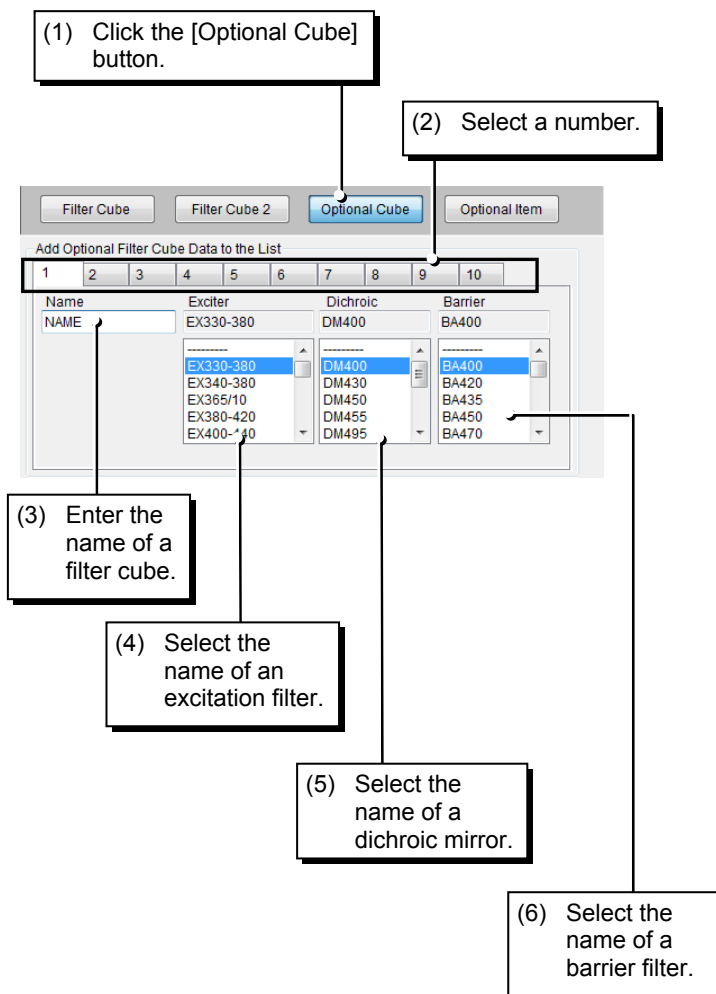 (1) Click the [Optional Cube]
button.
(2) Select a number.
Filter Cube Filter Cube 2 Optional Cube Optional Item
Add Optional Filter Cube Data to the List
1 2 3 4 5 6 7 8 9 10
Name Exciter Dichroic Barrier
NAME EX330-380 DM400 BA400
--------- --------- ---------
EX330-380 DM400 BA400
EX340-380 DM430 BA420
EX365/10 DM450 BA435
EX380-420 DM455 BA450
EX400-440 DM495 BA470
(3) Enter the
name of a
filter cube.
(4) Select the
name of an
excitation filter.
(5) Select the
name of a
dichroic mirror.
(6) Select the
name of a
barrier filter.